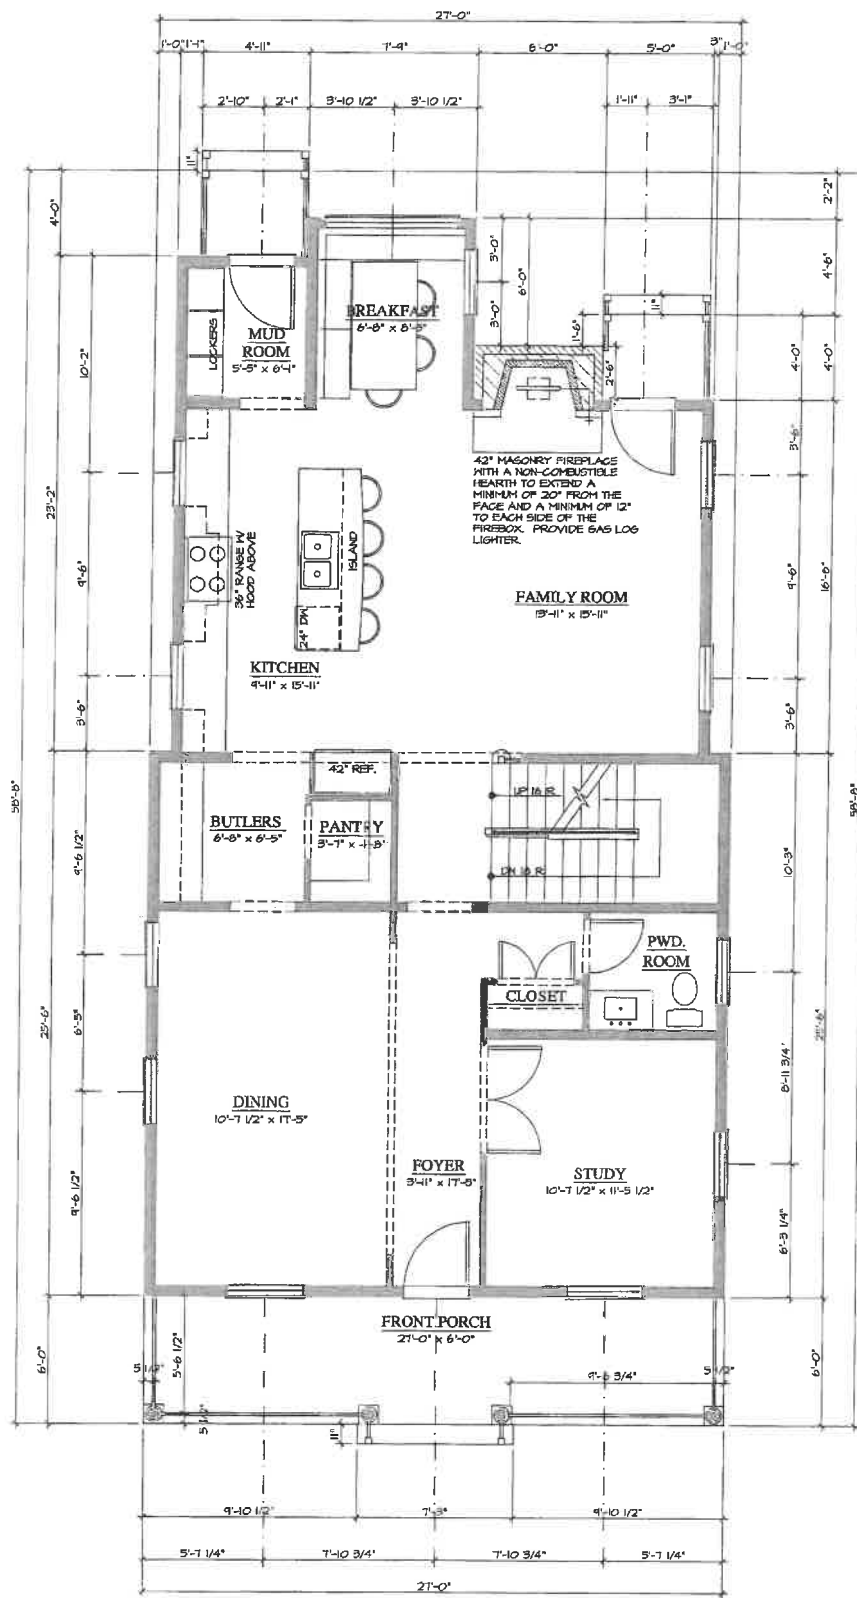 27'-0"
1'-0" 1'-1" 4'-11" 7'-9" 6'-0" 5'-0" 3" 1'-0"
2'-10" 2'-1" 3'-10 1/2" 3'-10 1/2" 1'-11" 3'-1"
11"
4'-0"
2'-2"
3'-0"
6'-0"
4'-6"
11"
BREAKFAST
6'-8" x 8'-3"
LOCKERS
MUD
ROOM
5'-5" x 6'-1"
3'-0"
1'-6"
2'-6"
4'-0"
4'-0"
10'-2"
3'-6"
42" MASONRY FIREPLACE
WITH A NON-COMBUSTIBLE
HEARTH TO EXTEND A
MINIMUM OF 20" FROM THE
FACE AND A MINIMUM OF 12"
TO EACH SIDE OF THE
FIREBOX. PROVIDE GAS LOG
LIGHTER.
23'-2"
36" RANGE W/
HOOD ABOVE
ISLAND
24" DW
9'-6"
9'-6"
16'-6"
FAMILY ROOM
15'-11"
KITCHEN
9'-11" x 15'-11"
3'-6"
3'-6"
58'-8"
58'-8"
42" REF.
UP 16 R.
BUTLERS
6'-8" x 6'-5"
PANTRY
3'-7" x 4'-8"
9'-6 1/2"
10'-3"
DN 16 R.
PWD.
ROOM
CLOSET
25'-6"
6'-5"
8'-11 3/4"
25'-6"
DINING
10'-7 1/2" x 17'-5"
FOYER
3'-11" x 17'-5"
STUDY
10'-7 1/2" x 11'-5 1/2"
9'-6 1/2"
6'-3 1/4"
FRONT PORCH
27'-0" x 6'-0"
6'-0"
5'-6 1/2"
5 1/2"
9'-6 3/4"
5 1/2"
6'-0"
5 1/2"
11"
9'-10 1/2" 7'-3" 9'-10 1/2"
5'-7 1/4" 7'-10 3/4" 7'-10 3/4" 5'-7 1/4"
27'-0"